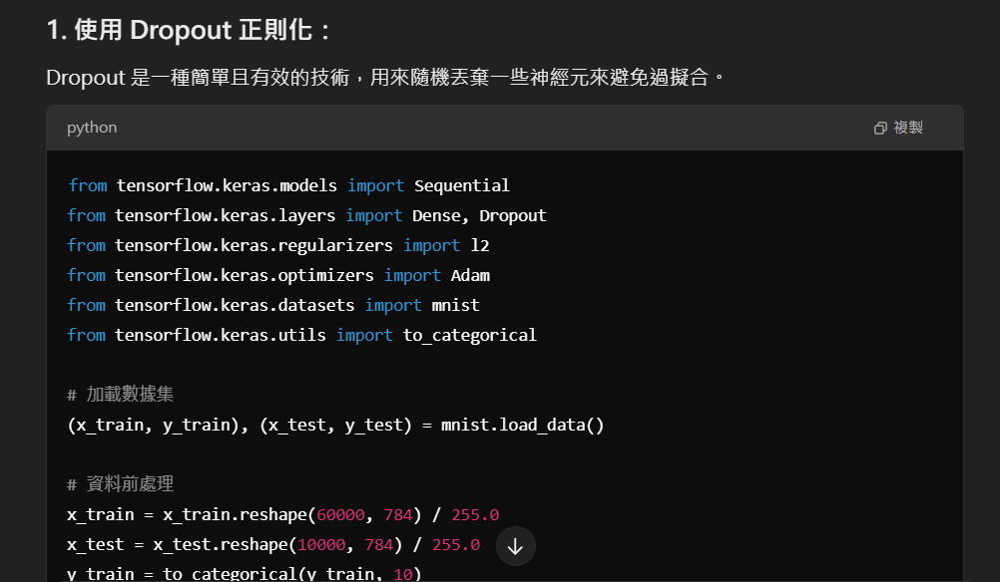 1. 使用 Dropout 正則化：
Dropout 是一種簡單且有效的技術，用來隨機丟棄一些神經元來避免過擬合。
python
複製
from tensorflow.keras.models import Sequential
from tensorflow.keras.layers import Dense, Dropout
from tensorflow.keras.regularizers import l2
from tensorflow.keras.optimizers import Adam
from tensorflow.keras.datasets import mnist
from tensorflow.keras.utils import to_categorical
# 加載數據集
(x_train, y_train), (x_test, y_test) = mnist.load_data()
# 資料前處理
x_train = x_train.reshape(60000, 784) / 255.0
x_test = x_test.reshape(10000, 784) / 255.0
y_train = to_categorical(y_train, 10)